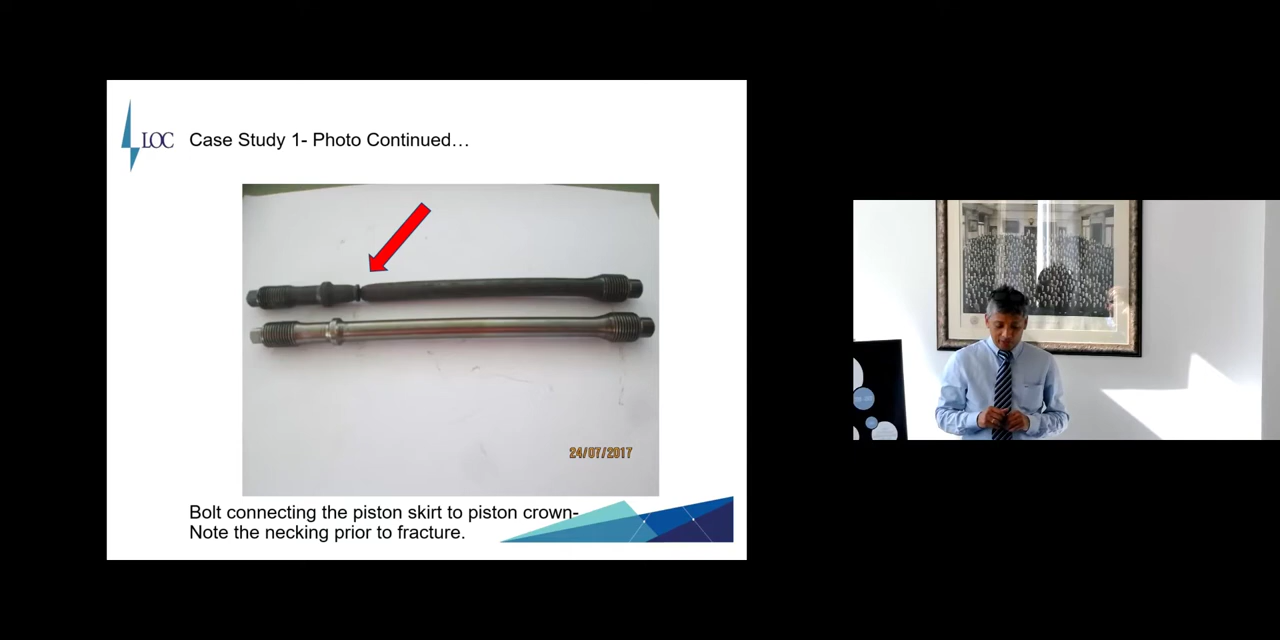 LOC
Case Study 1- Photo Continued…
24/07/2017
Bolt connecting the piston skirt to piston crown-
Note the necking prior to fracture.